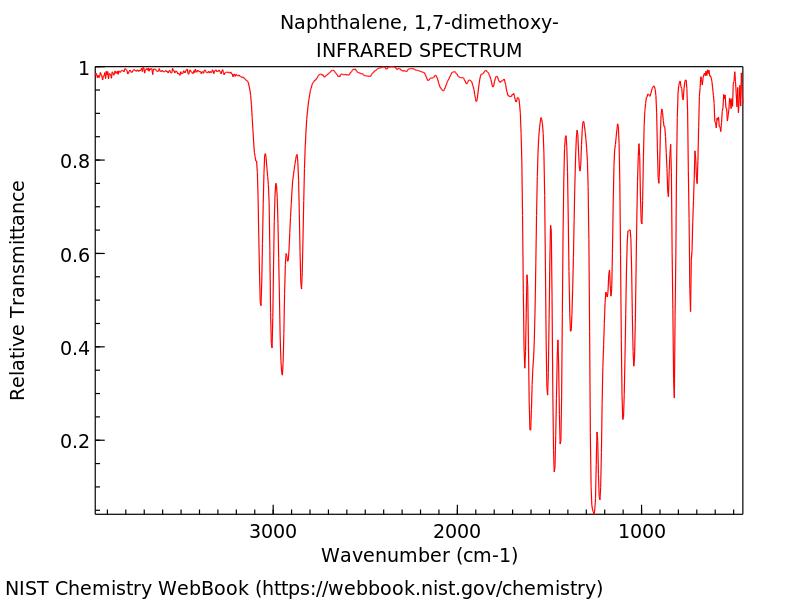 Naphthalene, 1,7-dimethoxy-
INFRARED SPECTRUM
1
0.8
0.6
0.4
0.2
Relative Transmittance
3000 2000 1000
Wavenumber (cm-1)
NIST Chemistry WebBook (https://webbook.nist.gov/chemistry)